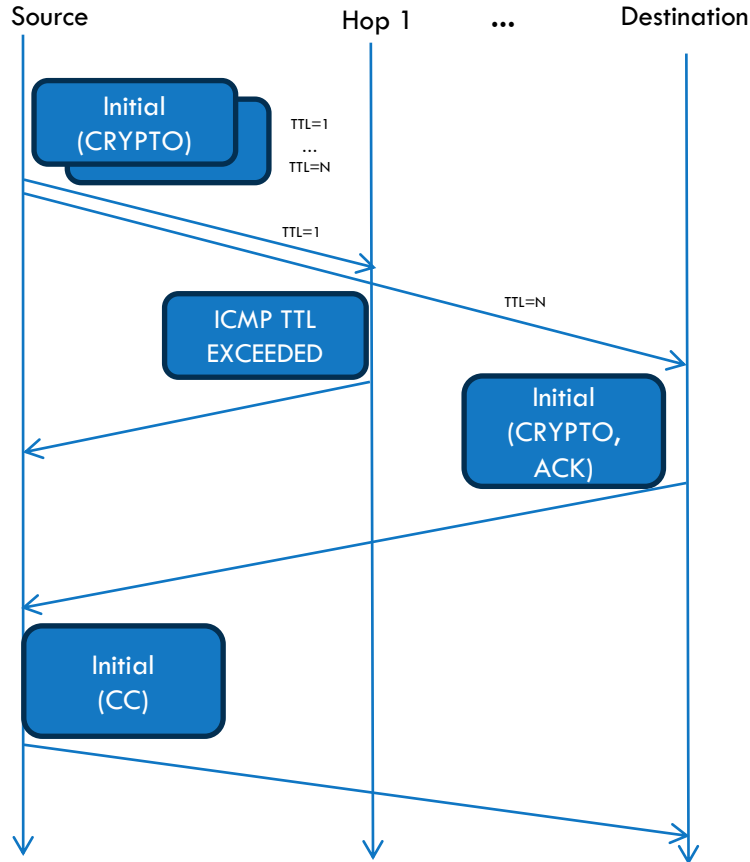 Source
Hop 1
...
Destination
Initial
(CRYPTO)
TTL=1
...
TTL=N
TTL=1
TTL=N
ICMP TTL
EXCEEDED
Initial
(CRYPTO,
ACK)
Initial
(CC)